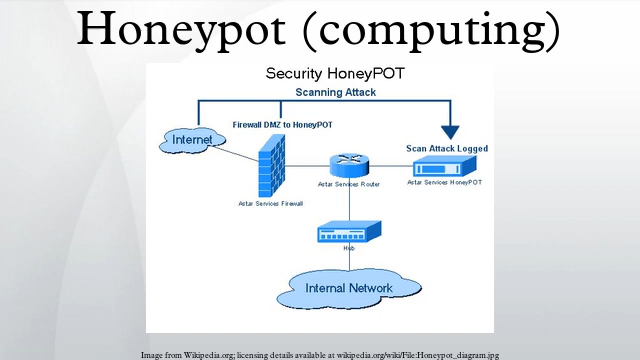 Honeypot (computing)
Security HoneyPOT
Scanning Attack
Internet
Firewall DMZ to HoneyPOT
Scan Attack Logged
Astar Services Router
Astar Services HoneyPOT
Astar Services Firewall
Hub
Internal Network
Image from Wikipedia.org; licensing details available at wikipedia.org/wiki/File:Honeypot_diagram.jpg